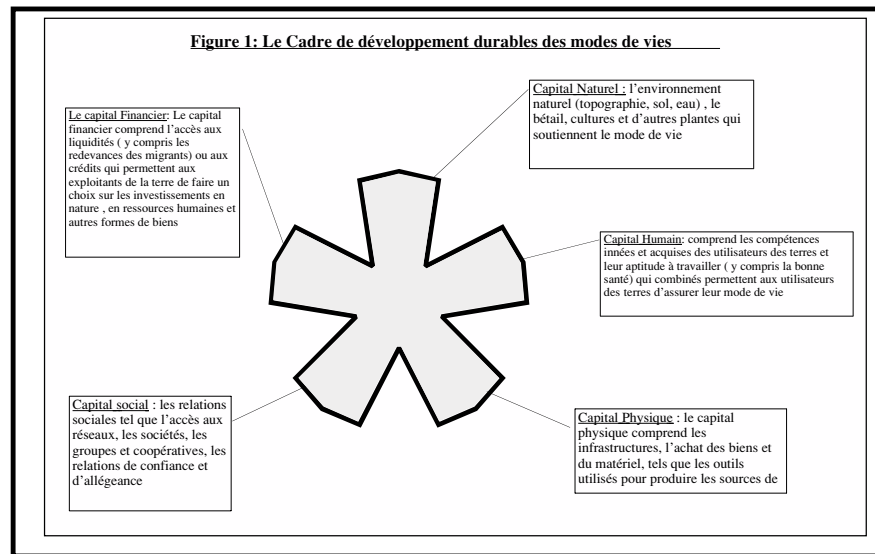 Figure 1: Le Cadre de développement durables des modes de vies
Capital Naturel : l'environnement
naturel (topographie, sol, eau) , le
bétail, cultures et d'autres plantes qui
soutiennent le mode de vie
Le capital Financier: Le capital
financier comprend l'accès aux
liquidités ( y compris les
redevances des migrants) ou aux
crédits qui permettent aux
exploitants de la terre de faire un
choix sur les investissements en
nature , en ressources humaines et
autres formes de biens
Capital Humain: comprend les compétences
innées et acquises des utilisateurs des terres et
leur aptitude à travailler ( y compris la bonne
santé) qui combinés permettent aux utilisateurs
des terres d'assurer leur mode de vie
Capital social : les relations
sociales tel que l'accès aux
réseaux, les sociétés, les
groupes et coopératives, les
relations de confiance et
d'allégeance
Capital Physique : le capital
physique comprend les
infrastructures, l'achat des biens et
du matériel, tels que les outils
utilisés pour produire les sources de